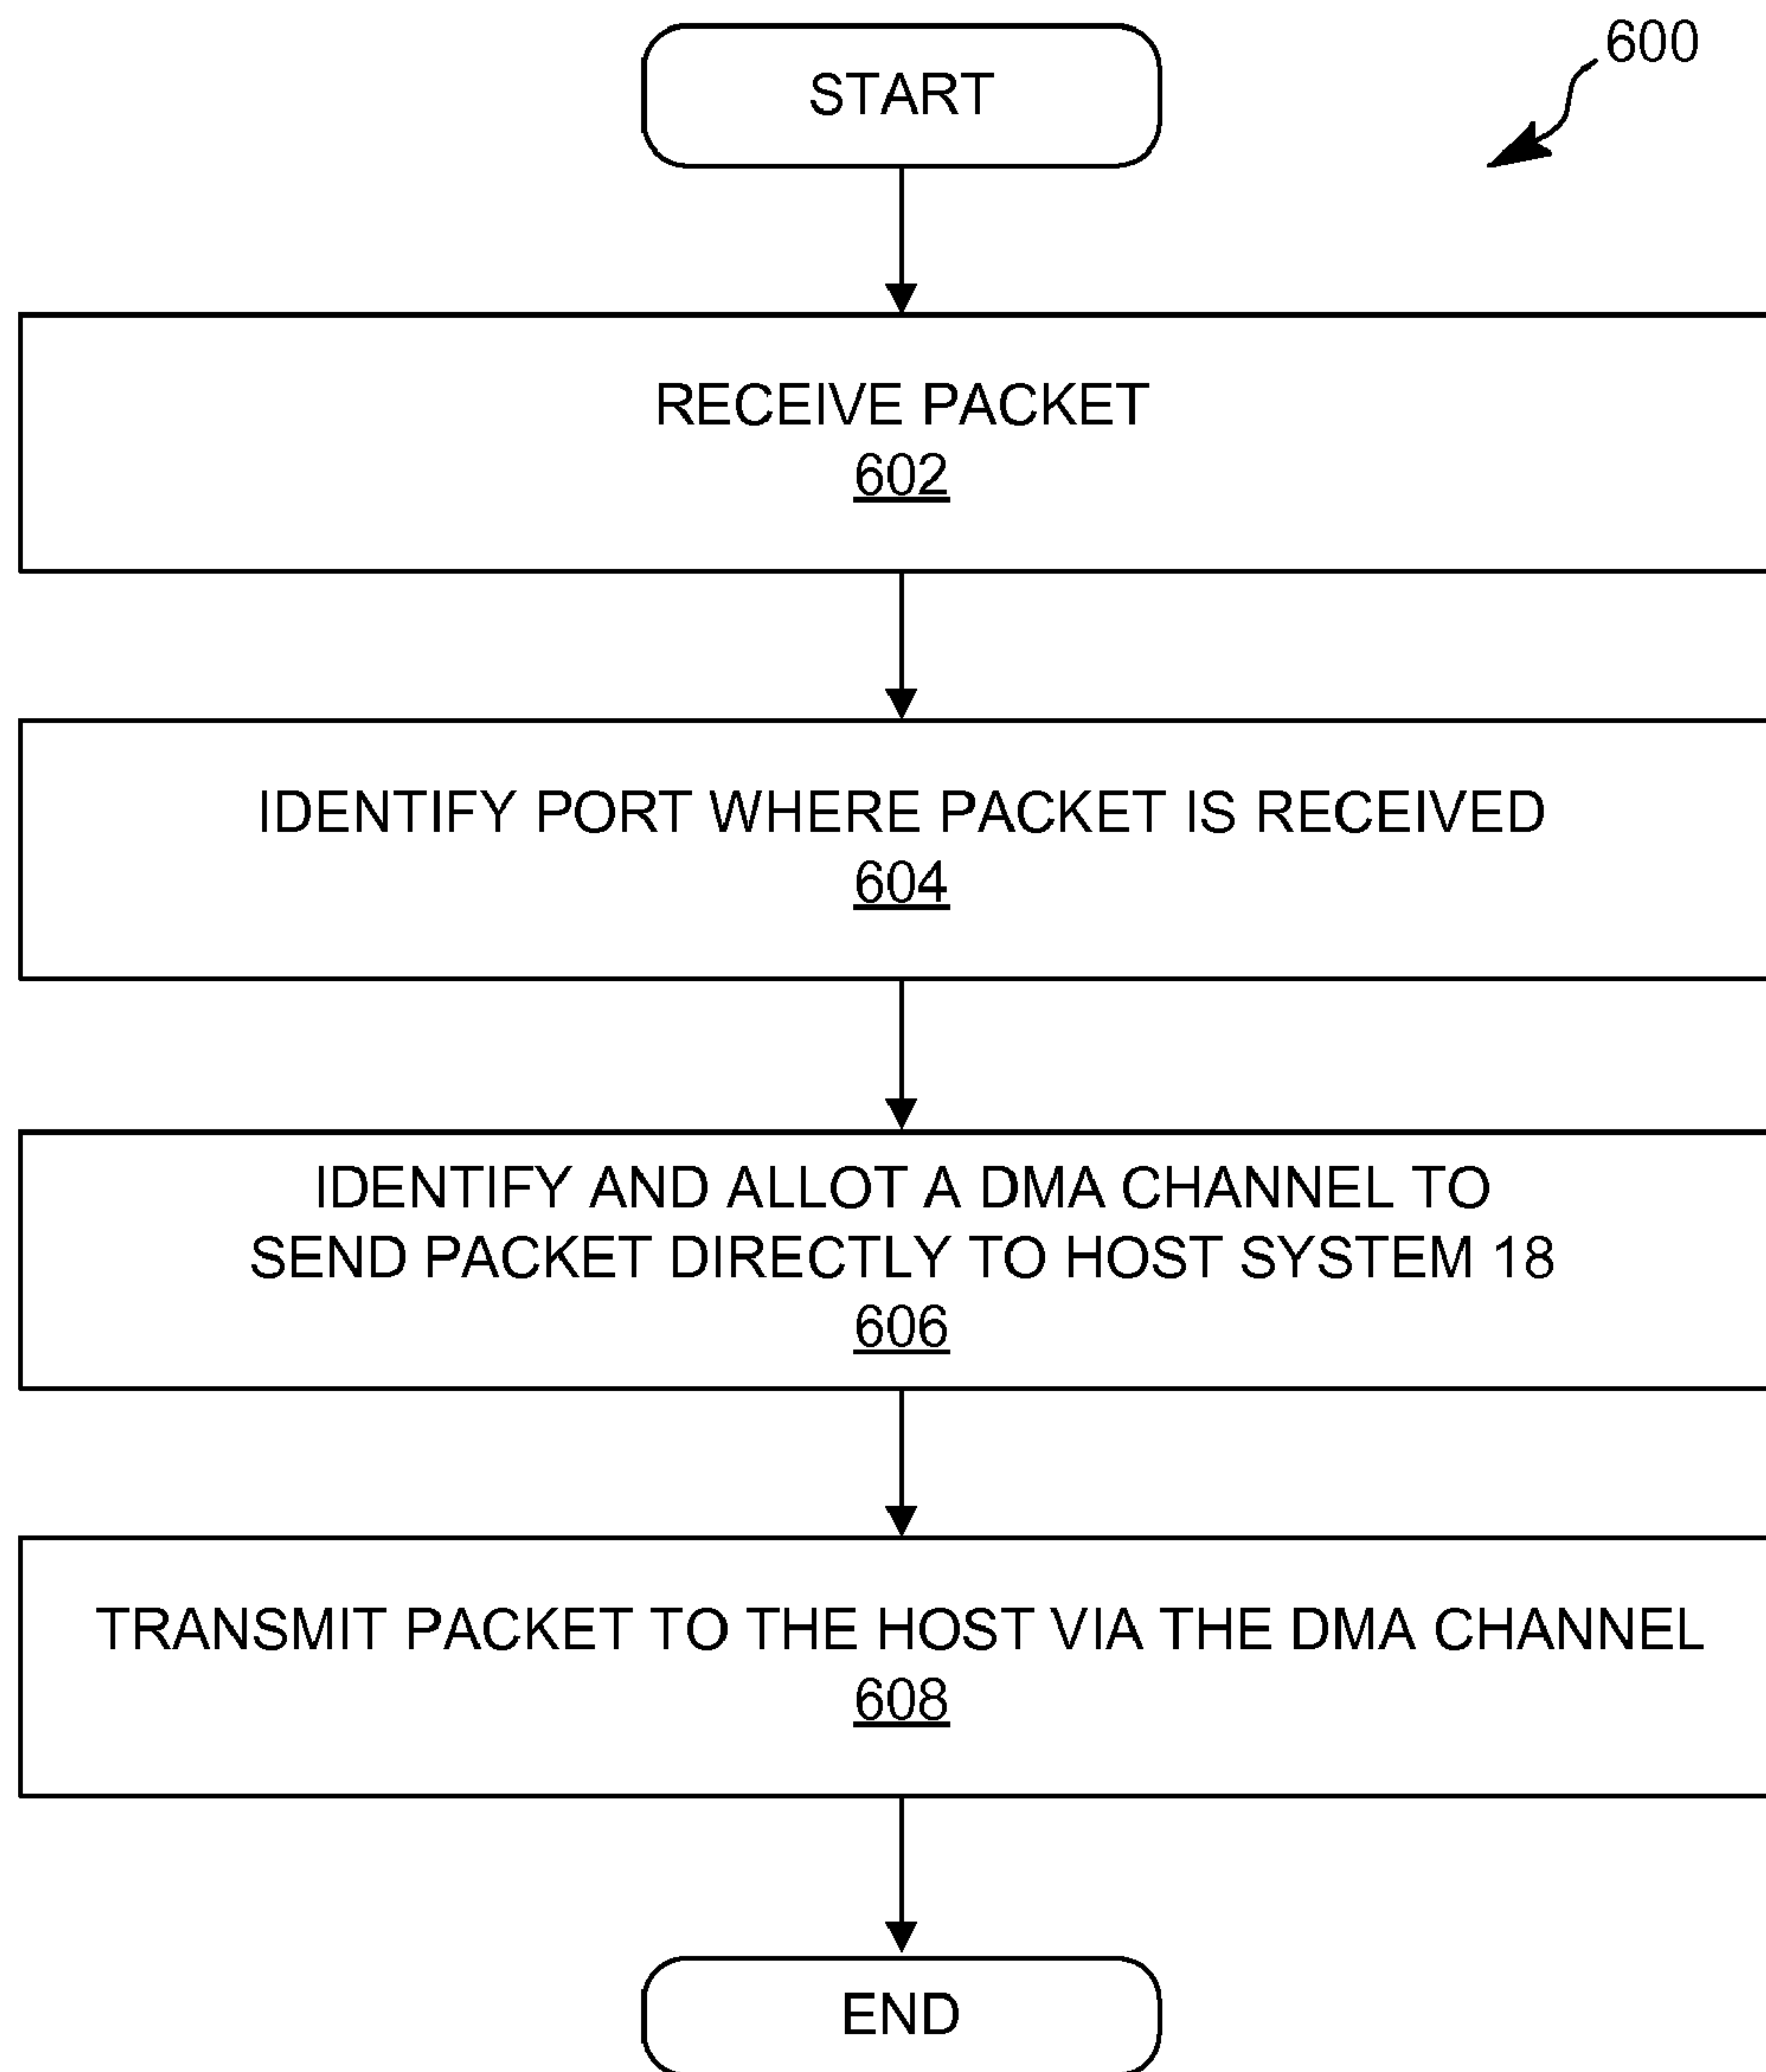 600
START
RECEIVE PACKET
602
IDENTIFY PORT WHERE PACKET IS RECEIVED
604
IDENTIFY AND ALLOT A DMA CHANNEL TO
SEND PACKET DIRECTLY TO HOST SYSTEM 18
606
TRANSMIT PACKET TO THE HOST VIA THE DMA CHANNEL
608
END